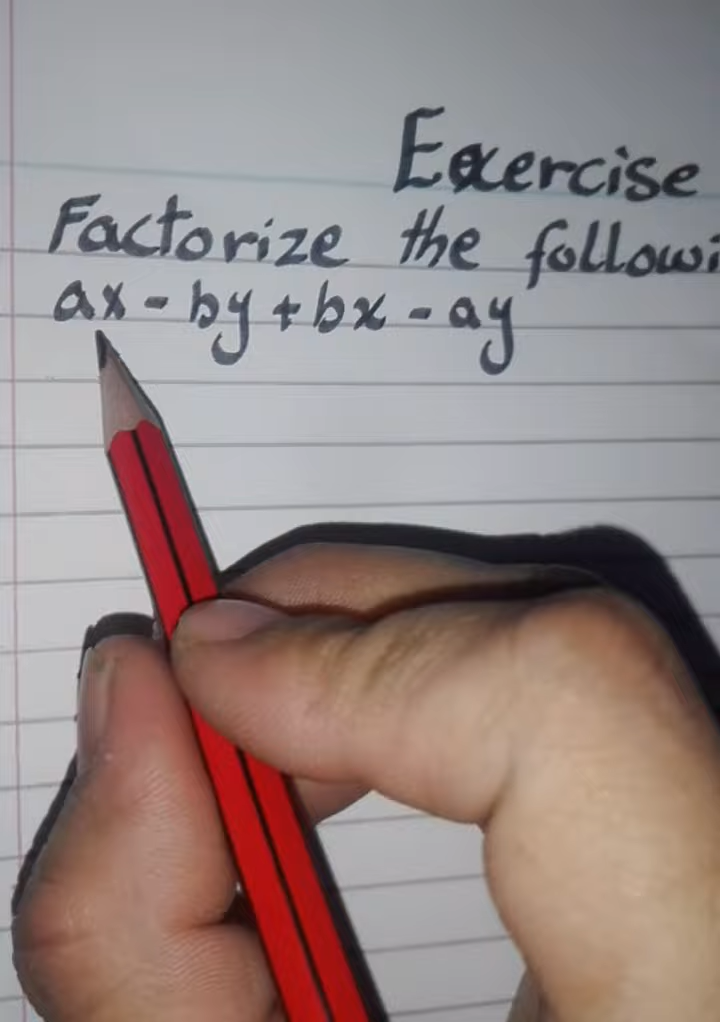 Exercise
Factorize the followi
ax - by + bx - ay